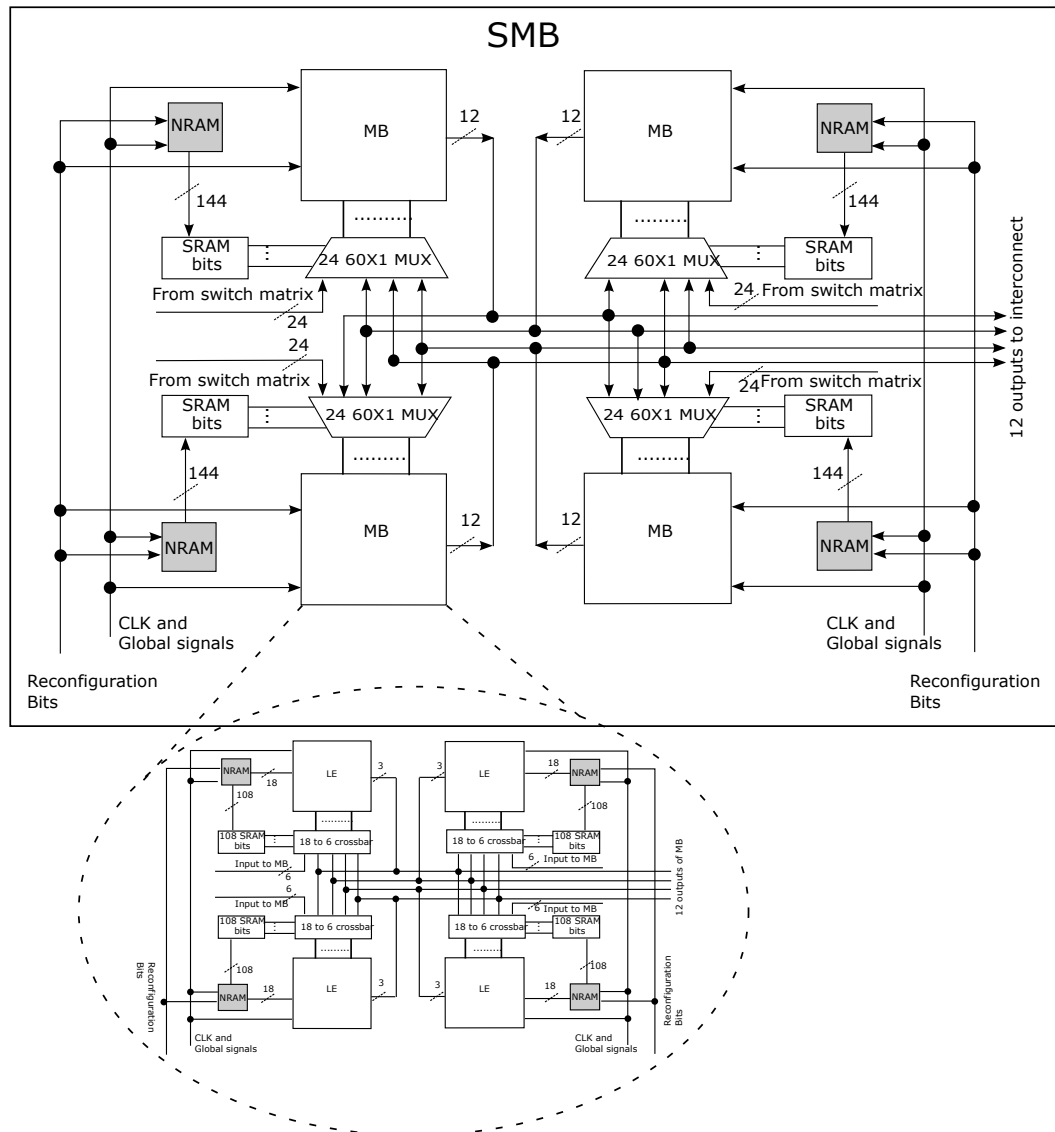 SMB
NRAM
MB
12
12
MB
NRAM
144
144
SRAM
bits
24 60X1 MUX
24 60X1 MUX
SRAM
bits
From switch matrix
24
24
From switch matrix
24
From switch matrix
24
From switch matrix
SRAM
bits
24 60X1 MUX
24 60X1 MUX
SRAM
bits
12 outputs to interconnect
144
144
NRAM
MB
12
12
MB
NRAM
CLK and
Global signals
CLK and
Global signals
Reconfiguration
Bits
Reconfiguration
Bits
NRAM
18
LE
3
3
LE
18
NRAM
108
108
108 SRAM
bits
18 to 6 crossbar
18 to 6 crossbar
108 SRAM
bits
Input to MB
6
6
Input to MB
6
Input to MB
6
Input to MB
108 SRAM
bits
18 to 6 crossbar
18 to 6 crossbar
108 SRAM
bits
12 outputs of MB
108
108
NRAM
18
LE
3
3
LE
18
NRAM
Reconfiguration
Bits
Reconfiguration
Bits
CLK and
Global signals
CLK and
Global signals